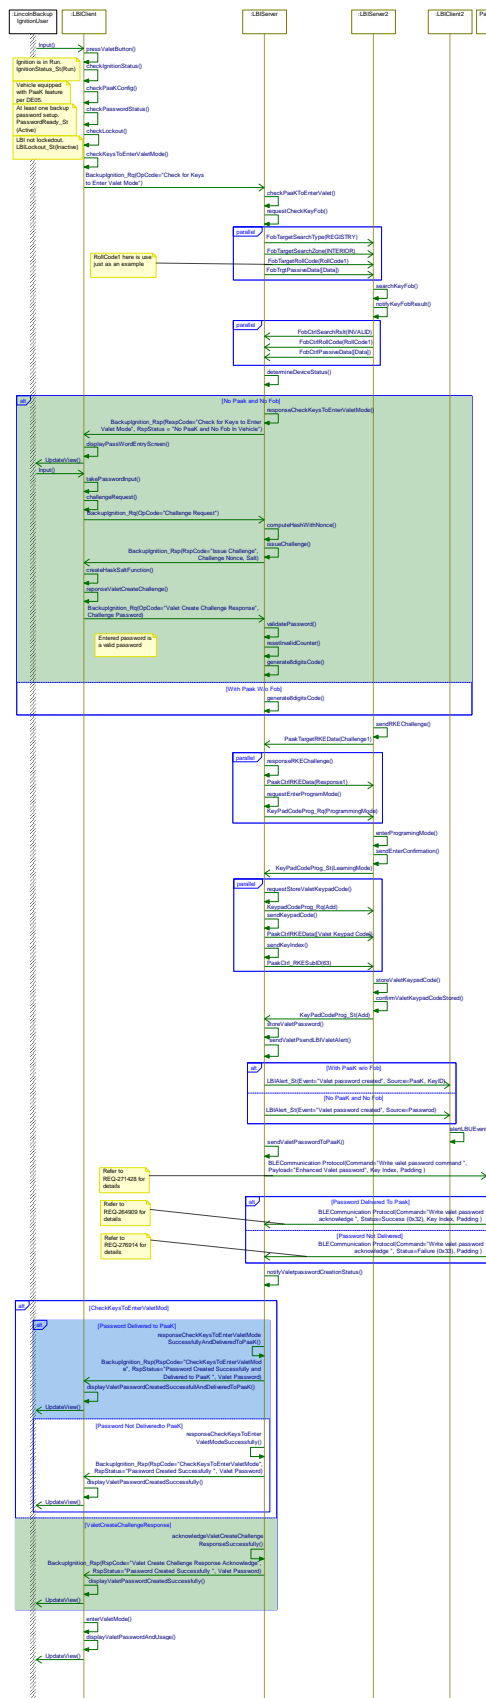 :LincolnBackup
IgnitionUser
:LBIClient
:LBIServer
:LBIServer2
:LBIClient2
Input()
pressValetButton()
Ignition is in Run.
IgnitionStatus_St(Run)
checkIgnitionStatus()
Vehicle equipped
with PaaK feature
per DE05.
checkPaaKConfig()
At least one backup
password setup.
PasswordReady_St
(Active)
checkPasswordStatus()
checkLockout()
LBI not lockedout.
LBILockout_St(Inactive)
checkKeysToEnterValetMode()
BackupIgnition_Rq(OpCode="Check for Keys
to Enter Valet Mode")
checkPaaKToEnterValet()
requestCheckKeyFob()
parallel
FobTargetSearchType(REGISTRY)
FobTargetSearchZone(INTERIOR)
RollCode1 here is use
just as an example
FobTargetRollCode(RollCode1)
FobTrgtPassiveData([Data])
searchKeyFob()
notifyKeyFobResult()
parallel
FobCtrlSearchRslt(INVALID)
FobCtrlRollCode(RollCode1)
FobCtrlPassiveData([Data])
determineDeviceStatus()
alt
[No Paak and No Fob]
responseCheckKeysToEnterValetMode()
BackupIgnition_Rsp(RespCode="Check for Keys to Enter
Valet Mode", RspStatus = "No PaaK and No Fob In Vehicle")
displayPassWordEntryScreen()
UpdateView()
Input()
takePasswordInput()
challengeRequest()
BackupIgnition_Rq(OpCode="Challenge Request")
computeHashWithNonce()
issueChallenge()
BackupIgnition_Rsp(RspCode="Issue Challenge",
Challenge Nonce, Salt)
createHaskSaltFunction()
reponseValetCreateChallenge()
BackupIgnition_Rq(OpCode="Valet Create Challenge Response",
Challenge Password)
validatePassword()
Entered password is
a valid password
resetInvalidCounter()
generate8digitsCode()
[With Paak W/o Fob]
generate8digitsCode()
sendRKEChallenge()
PaakTargetRKEData(Challenge1)
parallel
responseRKEChallenge()
PaakCtrlRKEData(Response1)
requestEnterProgramMode()
KeyPadCodeProg_Rq(ProgrammingMode)
enterProgramingMode()
sendEnterConfirmation()
KeyPadCodeProg_St(LearningMode)
parallel
requestStoreValetKeypadCode()
KeypadCodeProg_Rq(Add)
sendKeypadCode()
PaakCtrlRKEData([Valet Keypad Code])
sendKeyIndex()
PaakCtrl_RKESubID(63)
storeValetKeypadCode()
confirmValetKeypadCodeStored()
KeyPadCodeProg_St(Add)
storeValetPassword()
sendValetPsendLBIValetAlert()
alt
[With PaaK w/o Fob]
LBIAlert_St(Event="Valet password created", Source=PaaK, KeyID)
[No PaaK and No Fob]
LBIAlert_St(Event="Valet password created", Source=Passwrod)
sendValetPasswordToPaaK()
BLECommunication Protocol(Command="Write valet password command ",
Payload="Enhanced Valet password", Key Index, Padding )
Refer to
REQ-271428 for
details
alt
[Password Delivered To Paak]
Refer to
REQ-264909 for
details
BLECommunication Protocol(Command="Write valet password
acknowledge ", Status=Success (0x32), Key Index, Padding )
[Password Not Delivered]
Refer to
REQ-276914 for
details
BLECommunication Protocol(Command="Write valet password
acknowledge ", Status=Failure (0x33), Padding )
notifyValetpasswordCreationStatus()
alt
[CheckKeysToEnterValetMod]
alt
[Password Delivered to PaaK]
responseCheckKeysToEnterValetMode
SuccessfullyAndDeliveredToPaaK()
BackupIgnition_Rsp(RspCode="CheckKeysToEnterValetMod
e", RspStatus="Password Created Successfully and
Delivered to PaaK ", Valet Password)
displayValetPasswordCreatedSuccessfullAndDeliveredToPaaK()
UpdateView()
[Password Not Deliveredto PaaK]
responseCheckKeysToEnter
ValetModeSuccessfully()
BackupIgnition_Rsp(RspCode="CheckKeysToEnterValetMode",
RspStatus="Password Created Successfully ", Valet Password)
displayValetPasswordCreatedSuccessfully()
UpdateView()
[ValetCreateChallengeResponse]
acknowledgeValetCreateChallenge
ResponseSuccessfully()
BackupIgnition_Rsp(RspCode="Valet Create Challenge Response Acknowledge",
RspStatus="Password Created Successfully ", Valet Password)
displayValetPasswordCreatedSuccessfully()
UpdateView()
enterValetMode()
displayValetPasswordAndUsage()
UpdateView()